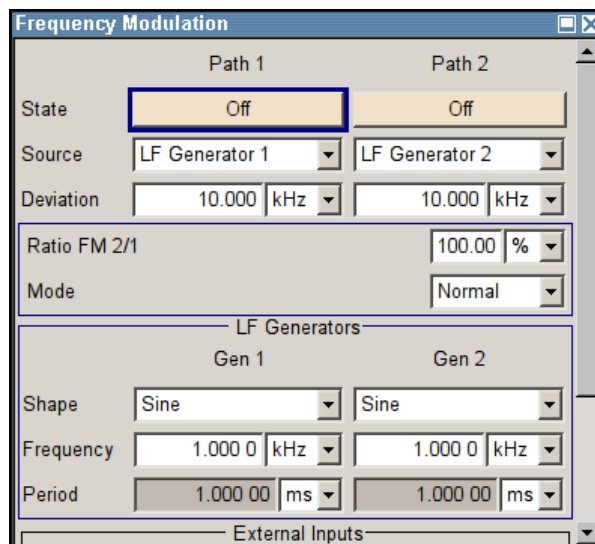 Frequency Modulation
Path 1 Path 2
State Off Off
Source LF Generator 1 LF Generator 2
Deviation 10.000 kHz 10.000 kHz
Ratio FM 2/1 100.00 %
Mode Normal
LF Generators
Gen 1 Gen 2
Shape Sine Sine
Frequency 1.000 0 kHz 1.000 0 kHz
Period 1.000 00 ms 1.000 00 ms
External Inputs